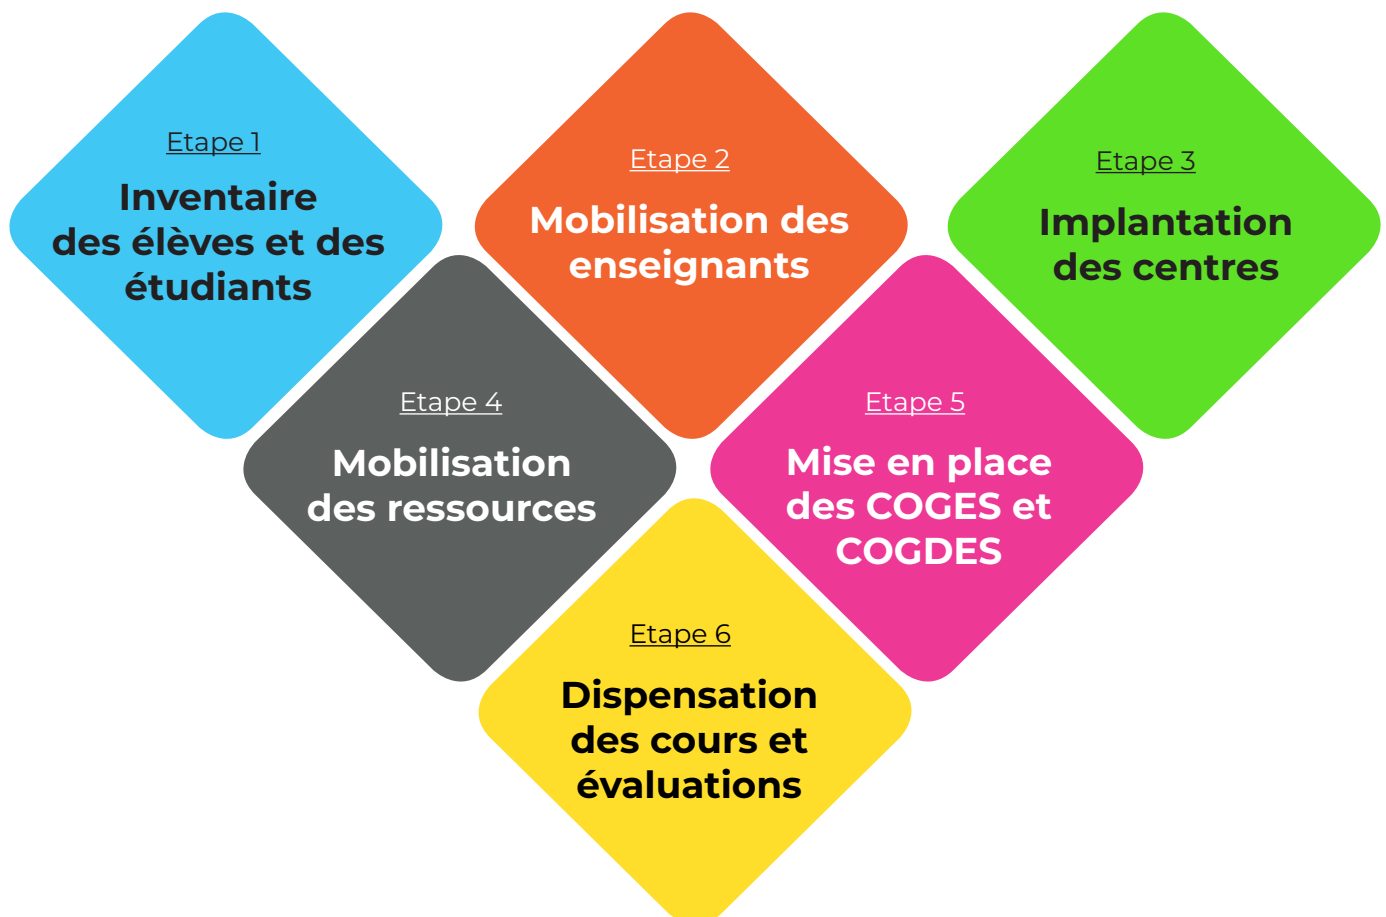 Etape 1
Inventaire
des élèves et des
étudiants
Etape 2
Mobilisation des
enseignants
Etape 3
Implantation
des centres
Etape 4
Mobilisation
des ressources
Etape 5
Mise en place
des COGES et
COGDES
Etape 6
Dispensation
des cours et
évaluations